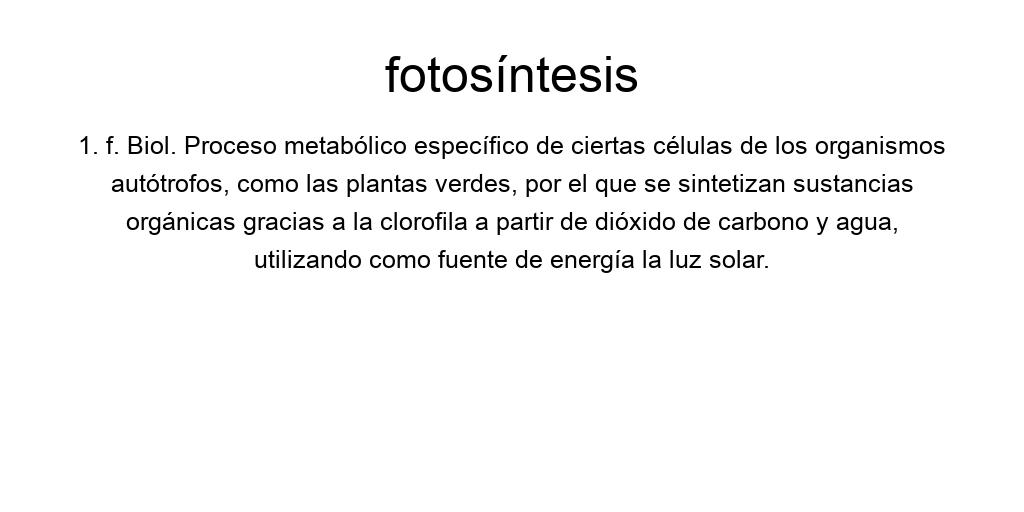 fotosíntesis
1. f. Biol. Proceso metabólico específico de ciertas células de los organismos
autótrofos, como las plantas verdes, por el que se sintetizan sustancias
orgánicas gracias a la clorofila a partir de dióxido de carbono y agua,
utilizando como fuente de energía la luz solar.